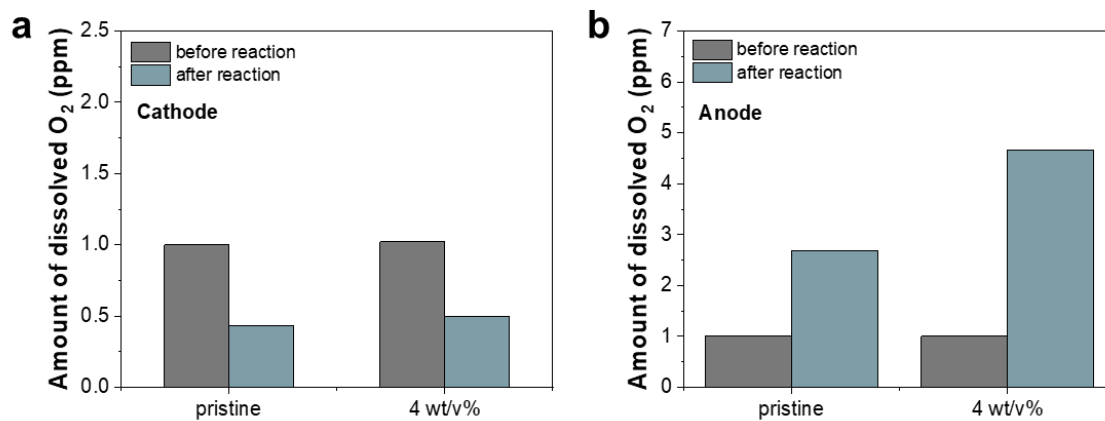 a
Amount of dissolved O₂ (ppm)
2.5
2.0
1.5
1.0
0.5
0.0
before reaction
after reaction
Cathode
pristine
4 wt/v%
b
Amount of dissolved O₂ (ppm)
7
6
5
4
3
2
1
0
before reaction
after reaction
Anode
pristine
4 wt/v%